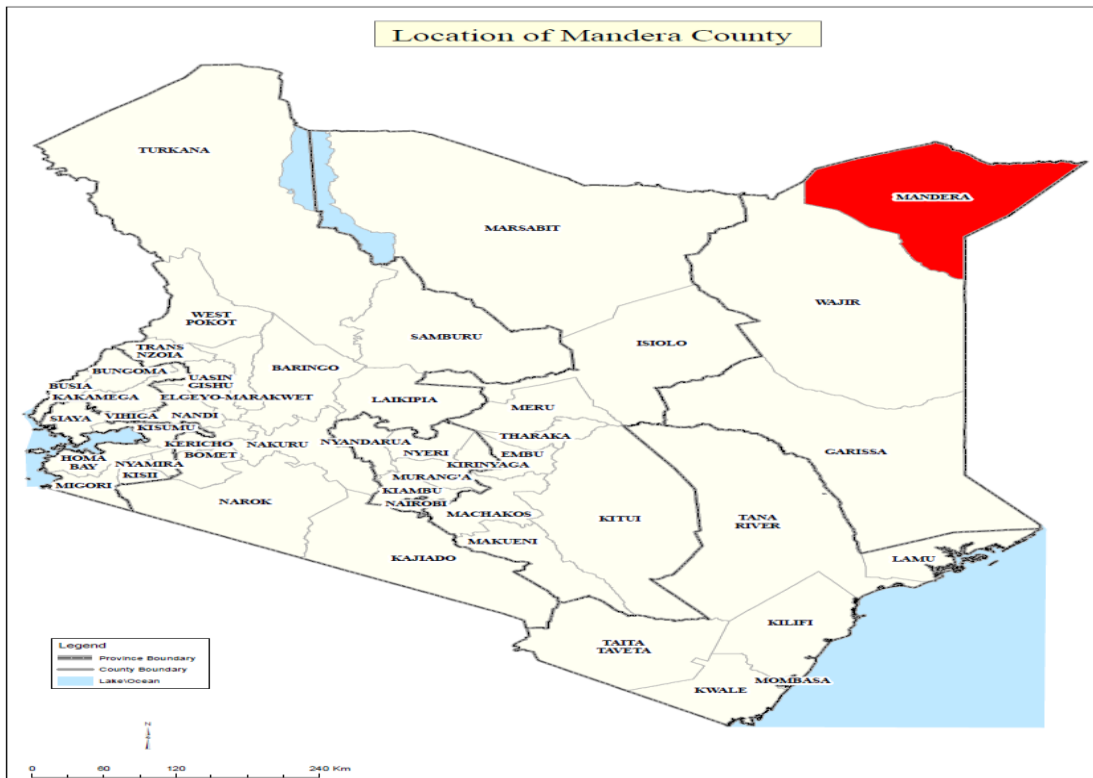 Location of Mandera County
TURKANA
MANDERA
MARSABIT
WAJIR
WEST
POKOT
SAMBURU
ISIOLO
TRANS
NZOIA
BARINGO
BUNGOMA
UASIN
GISHU
BUSIA
KAKAMEGA
ELGEYO-MARAKWET
LAIKIPIA
MERU
SIAYA
VIHIGA
NANDI
KISUMU
THARAKA
KERICHO
NAKURU
NYANDARUA
BOMET
NYERI
EMBU
GARISSA
HOMA
BAY
NYAMIRA
KISII
KIRINYAGA
MURANG'A
MIGORI
KIAMBU
NAROK
NAIROBI
MACHAKOS
KITUI
TANA
RIVER
MAKUENI
KAJIADO
LAMU
KILIFI
TAITA
TAVETA
MOMBASA
KWALE
Legend
Province Boundary
County Boundary
Lake\Ocean
N
0 60 120 240 Km